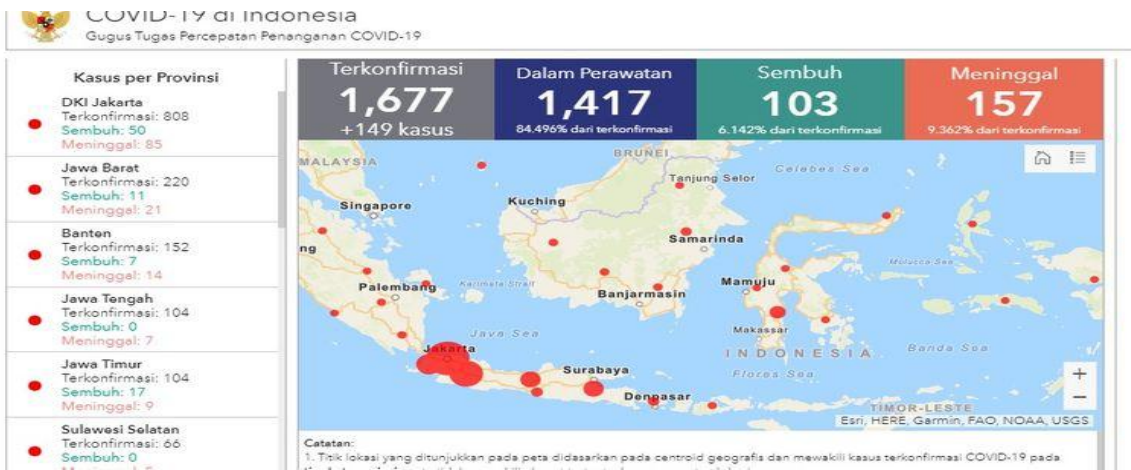 COVID-19 di Indonesia
Gugus Tugas Percepatan Penanganan COVID-19
Kasus per Provinsi
DKI Jakarta
Terkonfirmasi: 808
Sembuh: 50
Meninggal: 85
Jawa Barat
Terkonfirmasi: 220
Sembuh: 11
Meninggal: 21
Banten
Terkonfirmasi: 152
Sembuh: 7
Meninggal: 14
Jawa Tengah
Terkonfirmasi: 104
Sembuh: 0
Meninggal: 7
Jawa Timur
Terkonfirmasi: 104
Sembuh: 17
Meninggal: 9
Sulawesi Selatan
Terkonfirmasi: 66
Sembuh: 0
Terkonfirmasi
1,677
+149 kasus
Dalam Perawatan
1,417
84.496% dari terkonfirmasi
Sembuh
103
6.142% dari terkonfirmasi
Meninggal
157
9.362% dari terkonfirmasi
MALAYSIA
BRUNEI
Celebes Sea
Tanjung Selor
Singapore
Kuching
Samarinda
ng
Molucca Sea
Palembang
Karimata Strait
Banjarmasin
Mamuju
Java Sea
Makassar
Jakarta
INDONESIA
Banda Sea
Surabaya
Flores Sea
Denpasar
TIMOR-LESTE
Esri, HERE, Garmin, FAO, NOAA, USGS
Catatan:
1. Titik lokasi yang ditunjukkan pada peta didasarkan pada centroid geografis dan mewakili kasus terkonfirmasi COVID-19 pada